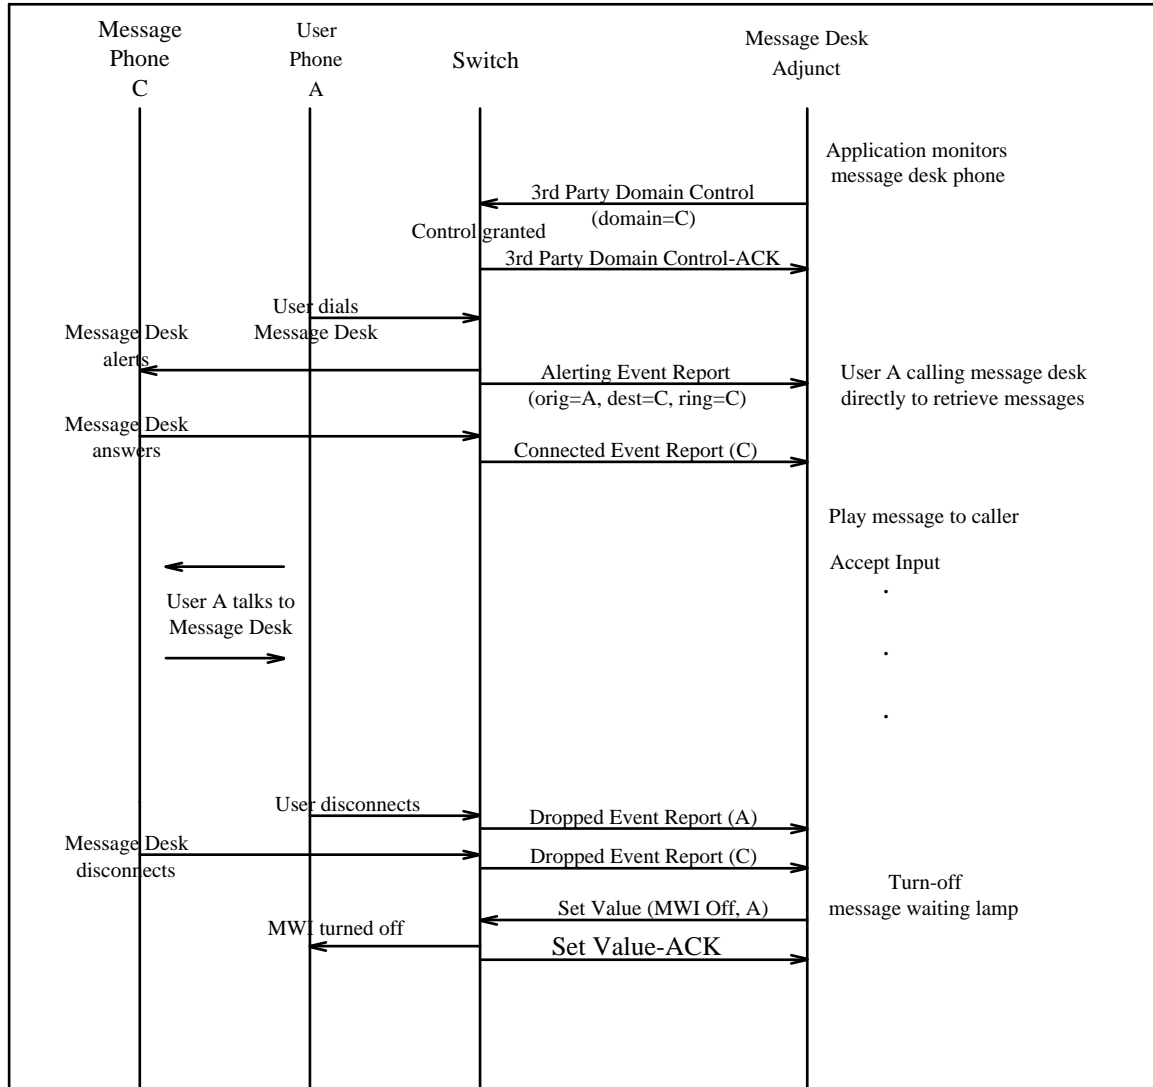 Message
Phone
C
User
Phone
A
Switch
Message Desk
Adjunct
Application monitors
message desk phone
3rd Party Domain Control
(domain=C)
Control granted
3rd Party Domain Control-ACK
User dials
Message Desk
Message Desk
alerts
Alerting Event Report
(orig=A, dest=C, ring=C)
User A calling message desk
directly to retrieve messages
Message Desk
answers
Connected Event Report (C)
Play message to caller
Accept Input
.
.
.
User A talks to
Message Desk
User disconnects
Dropped Event Report (A)
Message Desk
disconnects
Dropped Event Report (C)
Turn-off
message waiting lamp
Set Value (MWI Off, A)
MWI turned off
Set Value-ACK